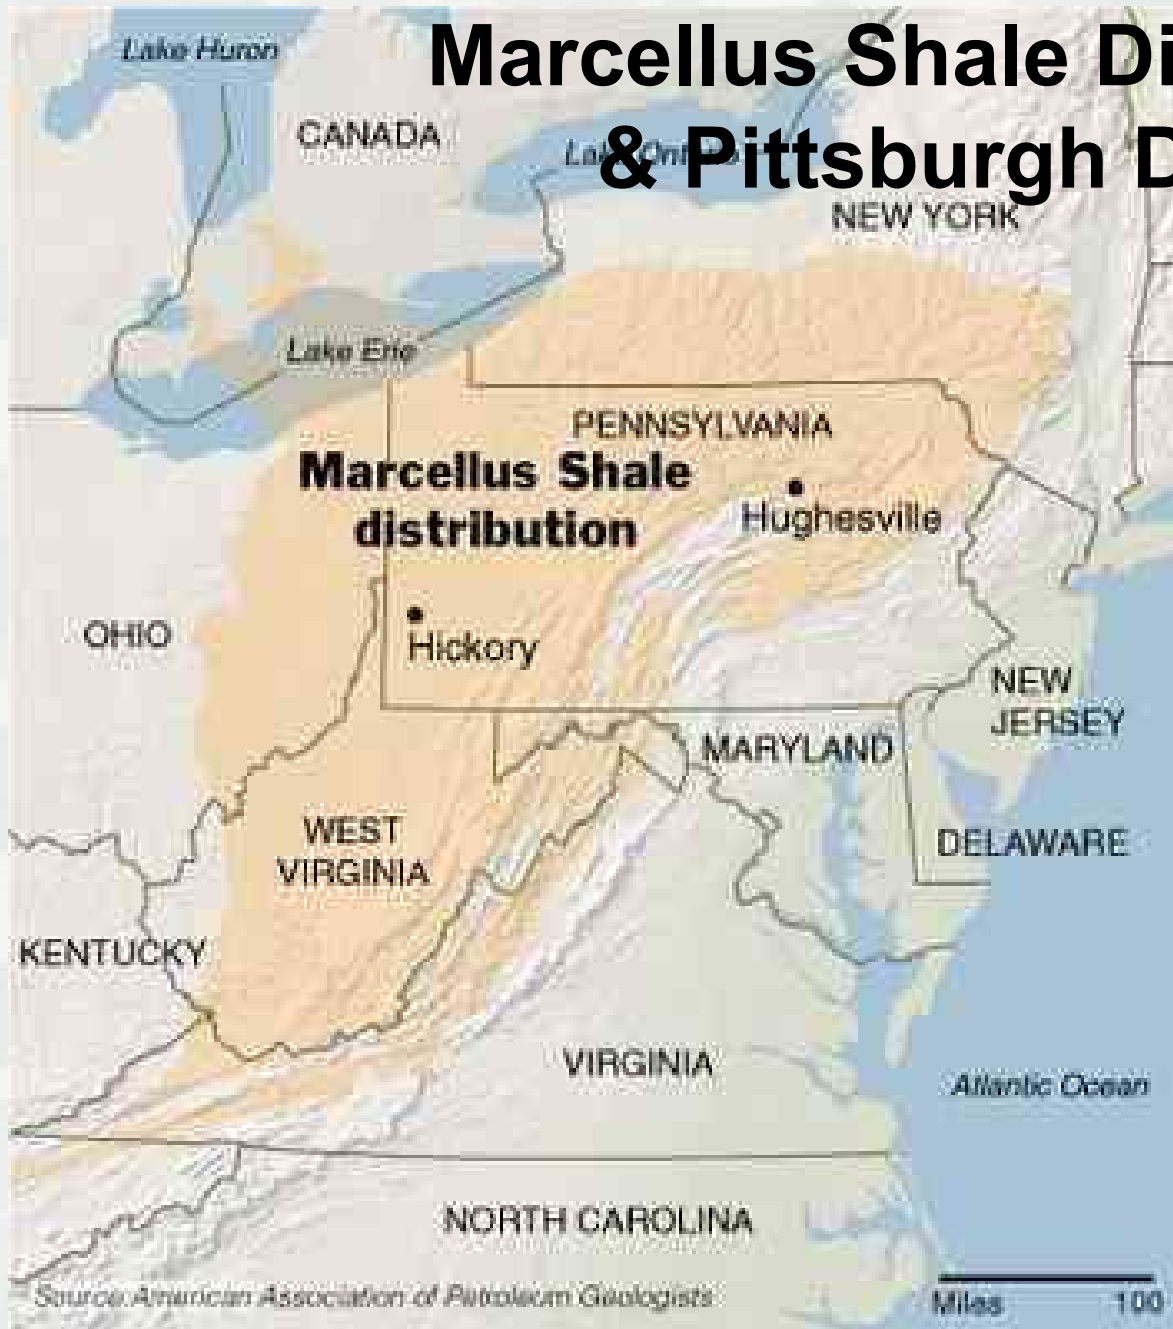 Marcellus Shale Di
& Pittsburgh D
Lake Huron
CANADA
Lake Ontario
NEW YORK
Lake Erie
PENNSYLVANIA
Marcellus Shale
distribution
Hughesville
OHIO
Hickory
NEW
JERSEY
MARYLAND
WEST
VIRGINIA
DELAWARE
KENTUCKY
VIRGINIA
Atlantic Ocean
NORTH CAROLINA
Source: American Association of Petroleum Geologists
Miles 100